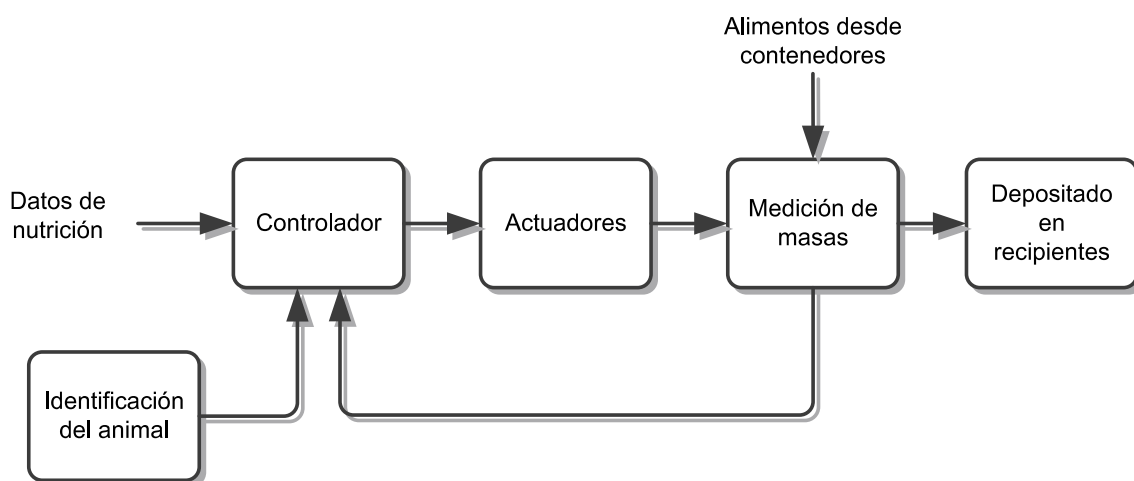 Alimentos desde
contenedores
Datos de
nutrición
Controlador
Actuadores
Medición de
masas
Depositado
en
recipientes
Identificación
del animal